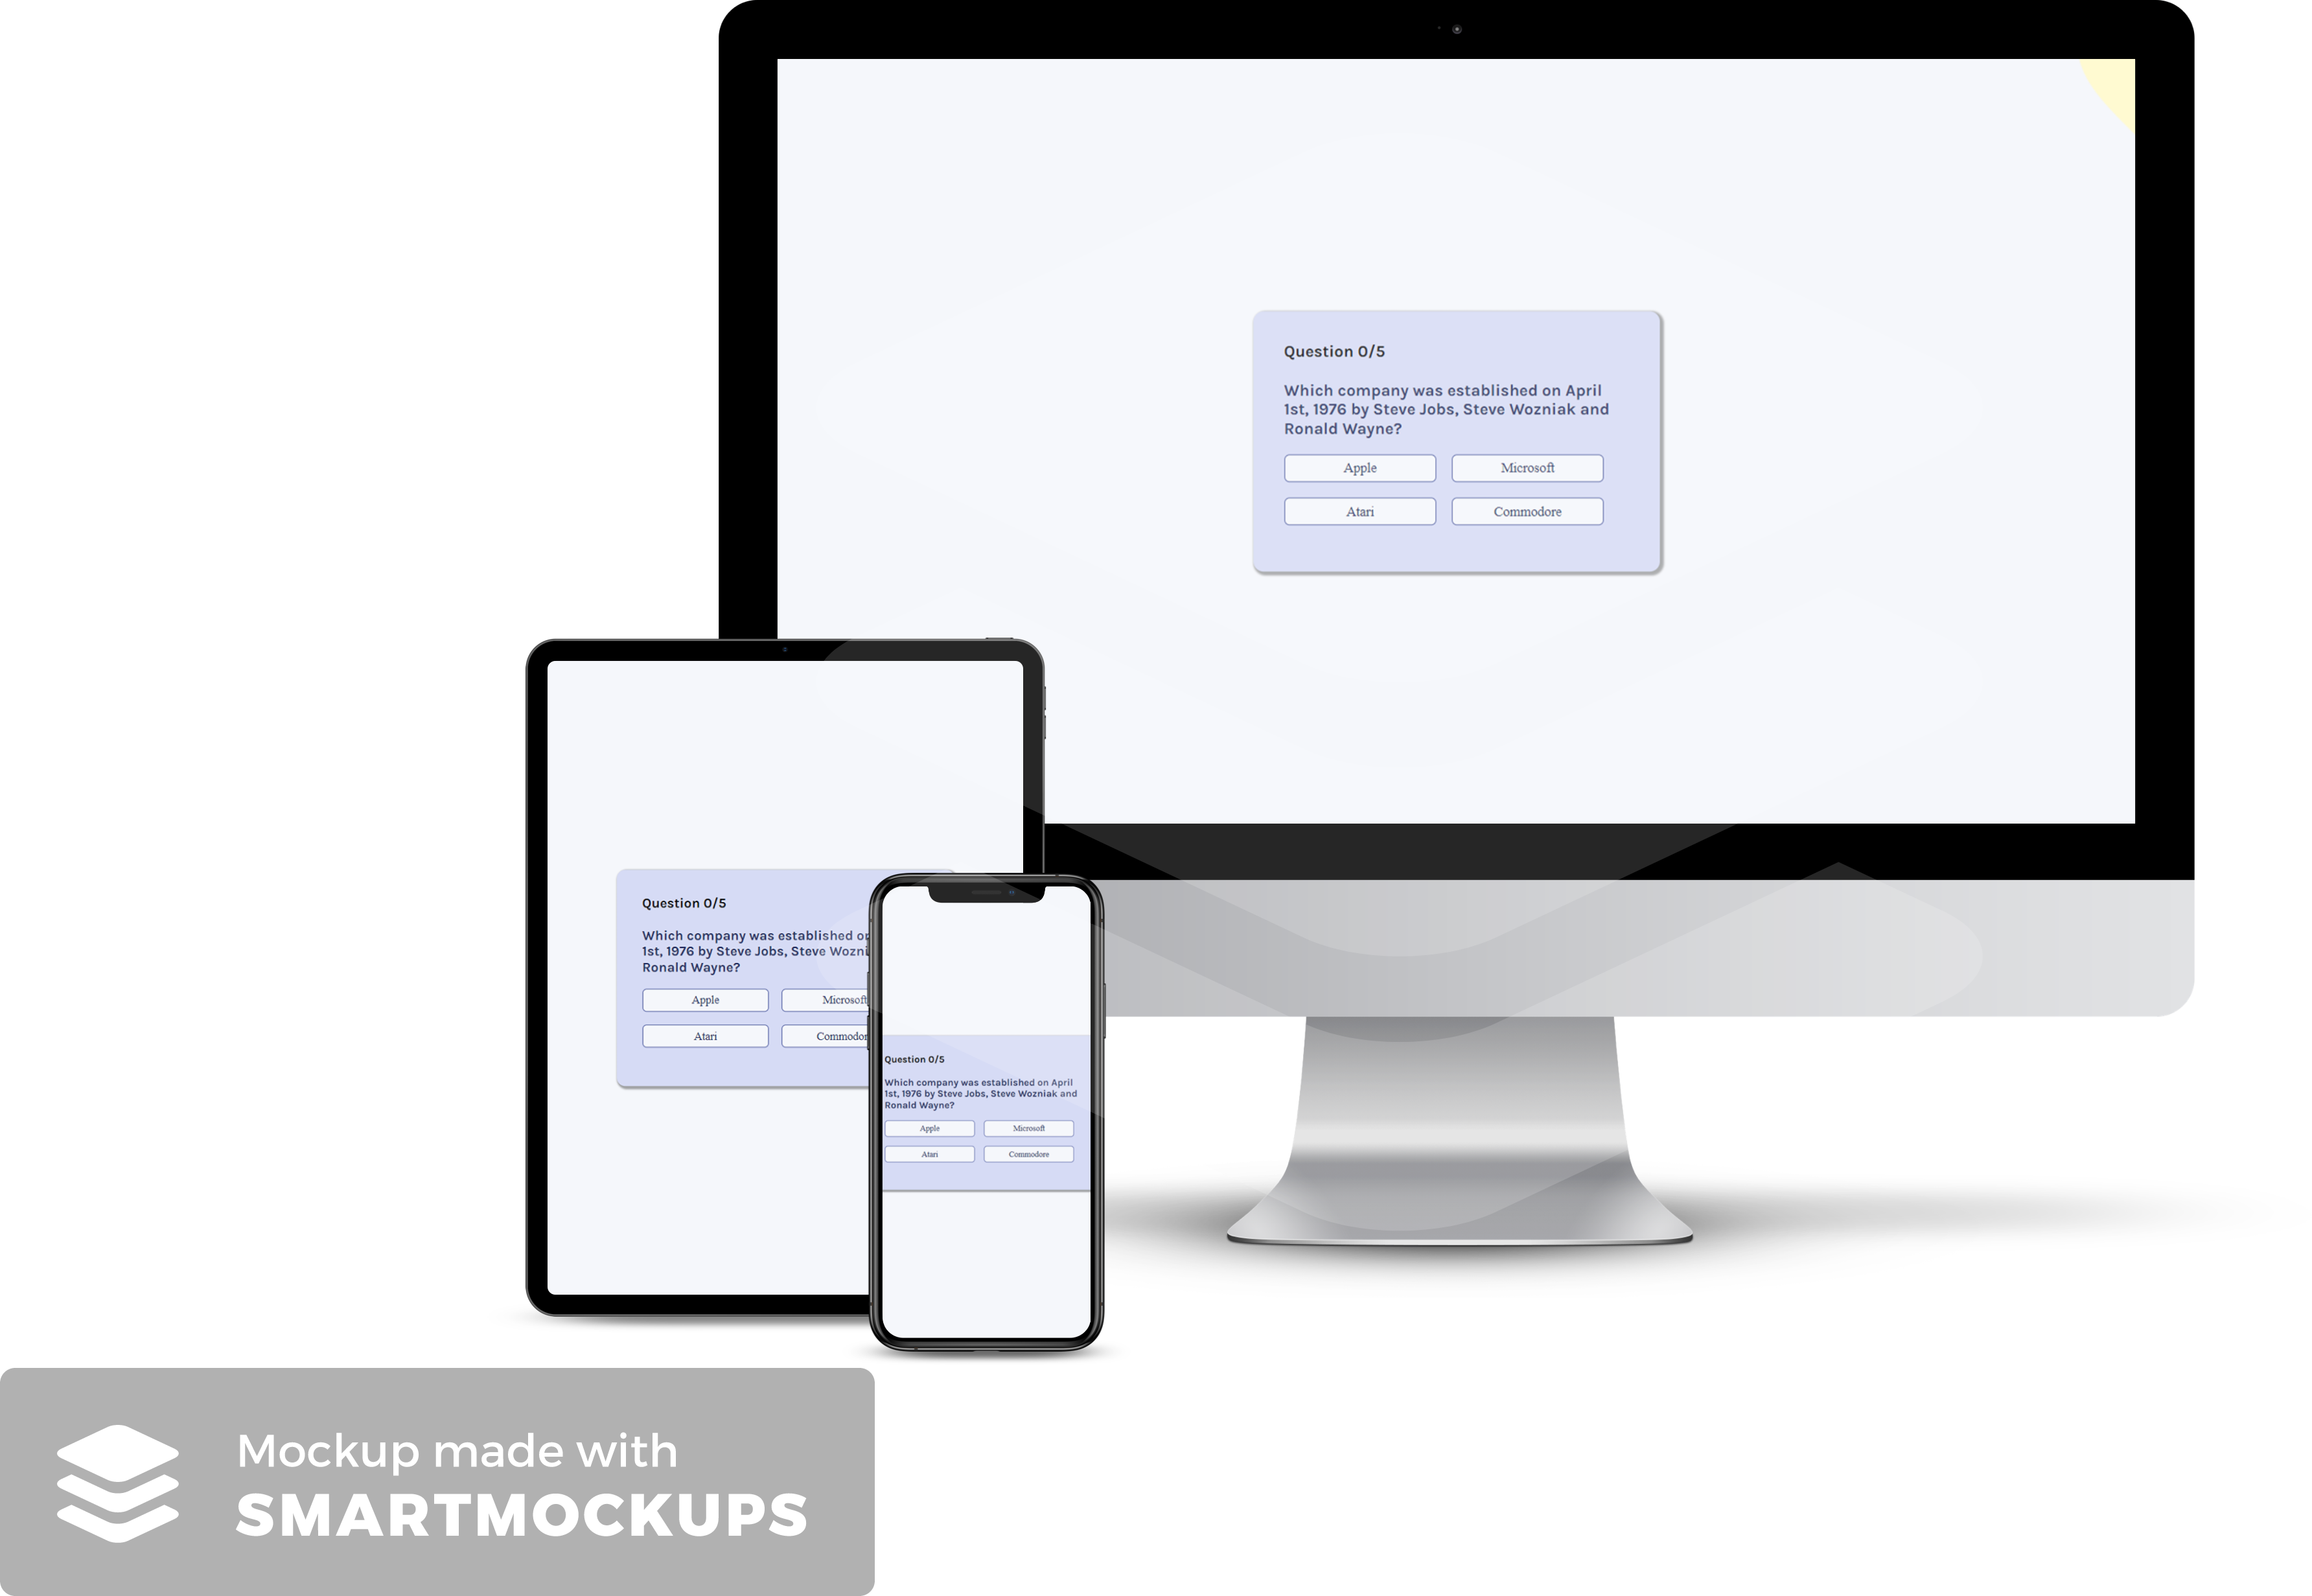 Question 0/5
Which company was established on April
1st, 1976 by Steve Jobs, Steve Wozniak and
Ronald Wayne?
Apple Microsoft
Atari Commodore
Question 0/5
Which company was established or
1st, 1976 by Steve Jobs, Steve Wozni
Ronald Wayne?
Apple Microsoft
Atari Commodor
Question 0/5
Which company was established on April
1st, 1976 by Steve Jobs, Steve Wozniak and
Ronald Wayne?
Apple Microsoft
Atari Commodore
Mockup made with
SMARTMOCKUPS